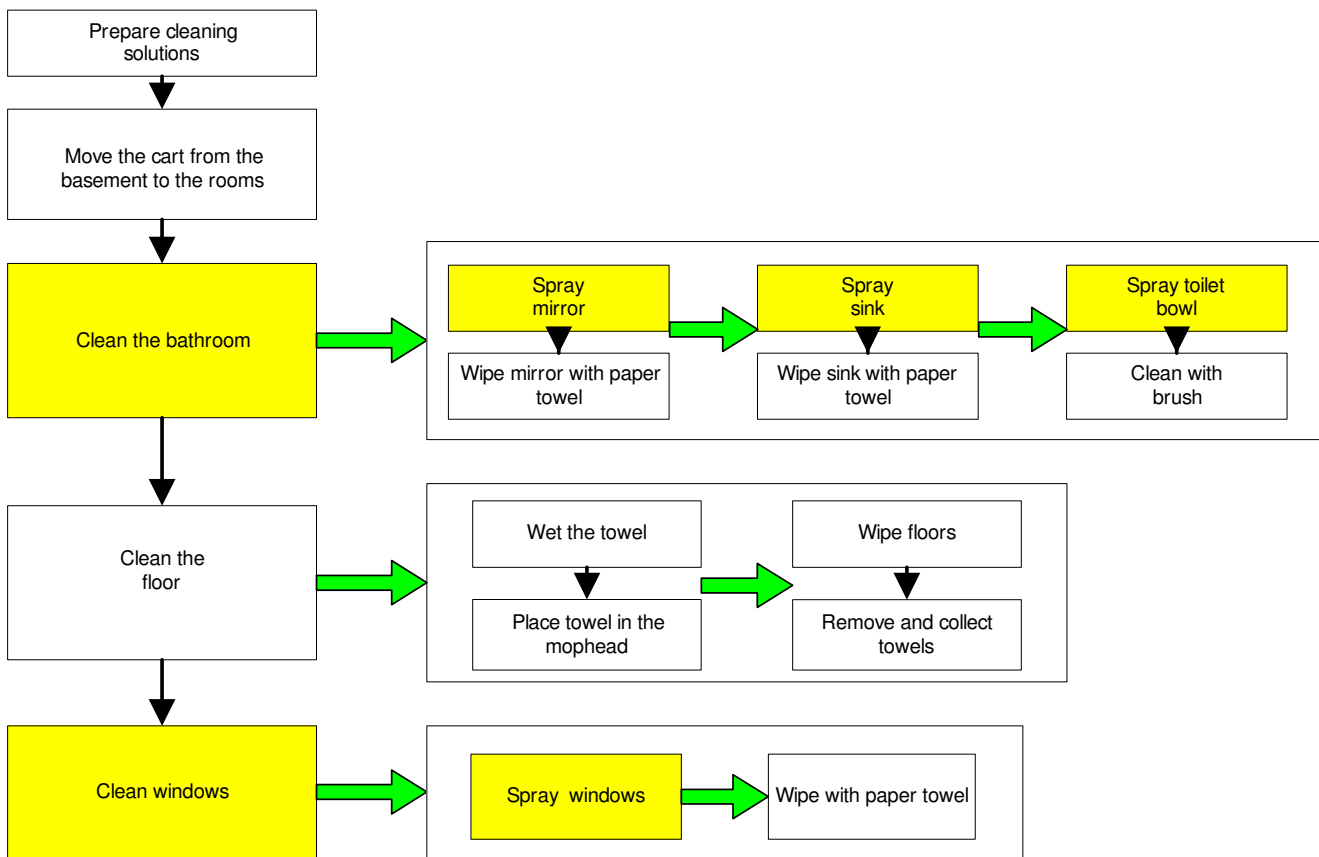 Prepare cleaning
solutions
Move the cart from the
basement to the rooms
Clean the bathroom
Spray
mirror
Wipe mirror with paper
towel
Spray
sink
Wipe sink with paper
towel
Spray toilet
bowl
Clean with
brush
Clean the
floor
Wet the towel
Place towel in the
mophead
Wipe floors
Remove and collect
towels
Clean windows
Spray windows
Wipe with paper towel